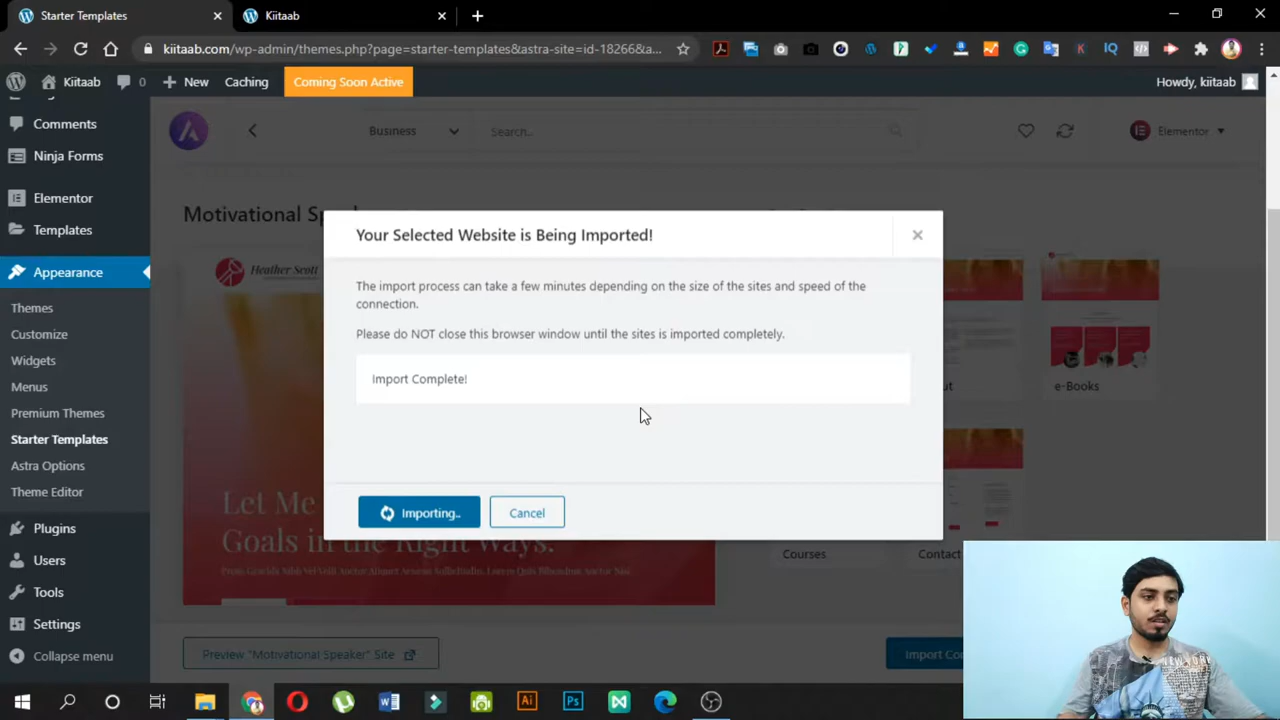 Starter Templates
Kiitaab
kiitaab.com/wp-admin/themes.php?page=starter-templates&astra-site=id-18266&a...
Kiitaab
0
New
Caching
Coming Soon Active
Howdy, kiitaab
Comments
Ninja Forms
Elementor
Templates
Appearance
Themes
Customize
Widgets
Menus
Premium Themes
Starter Templates
Astra Options
Theme Editor
Plugins
Users
Tools
Settings
Collapse menu
Business
Search...
Elementor
Motivational Sp
Heather Scott
Your Selected Website is Being Imported!
The import process can take a few minutes depending on the size of the sites and speed of the
connection.
Please do NOT close this browser window until the sites is imported completely.
Import Complete!
Importing..
Cancel
ut
e-Books
Let Me
Goals in the Right Ways.
Courses
Contact
Preview "Motivational Speaker" Site
Import Co
NEW YORK